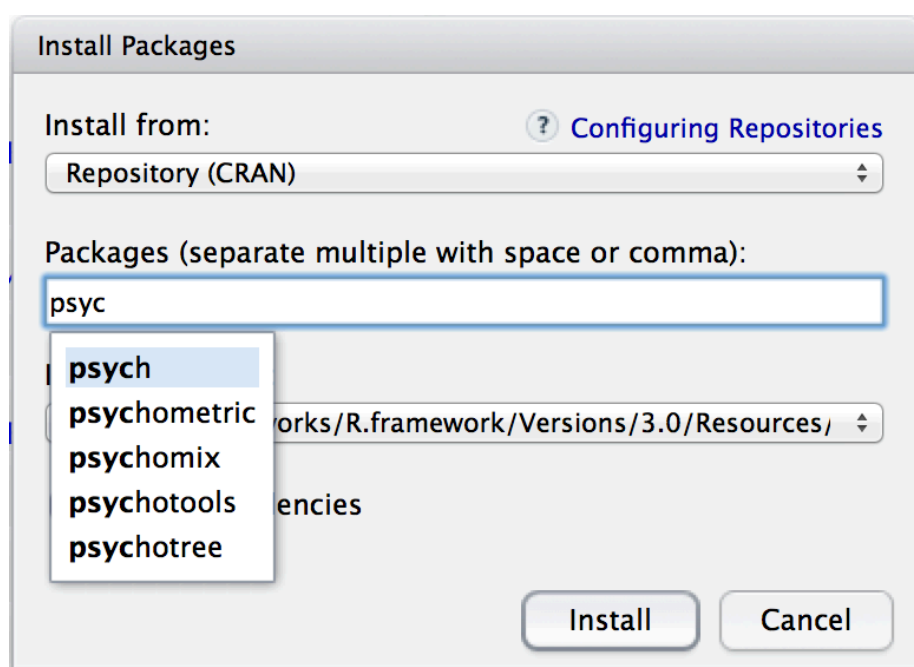 Install Packages
Install from:
? Configuring Repositories
Repository (CRAN)
Packages (separate multiple with space or comma):
psyc
psych
psychometric
orks/R.framework/Versions/3.0/Resources/
psychomix
psychotools
encies
psychotree
Install
Cancel